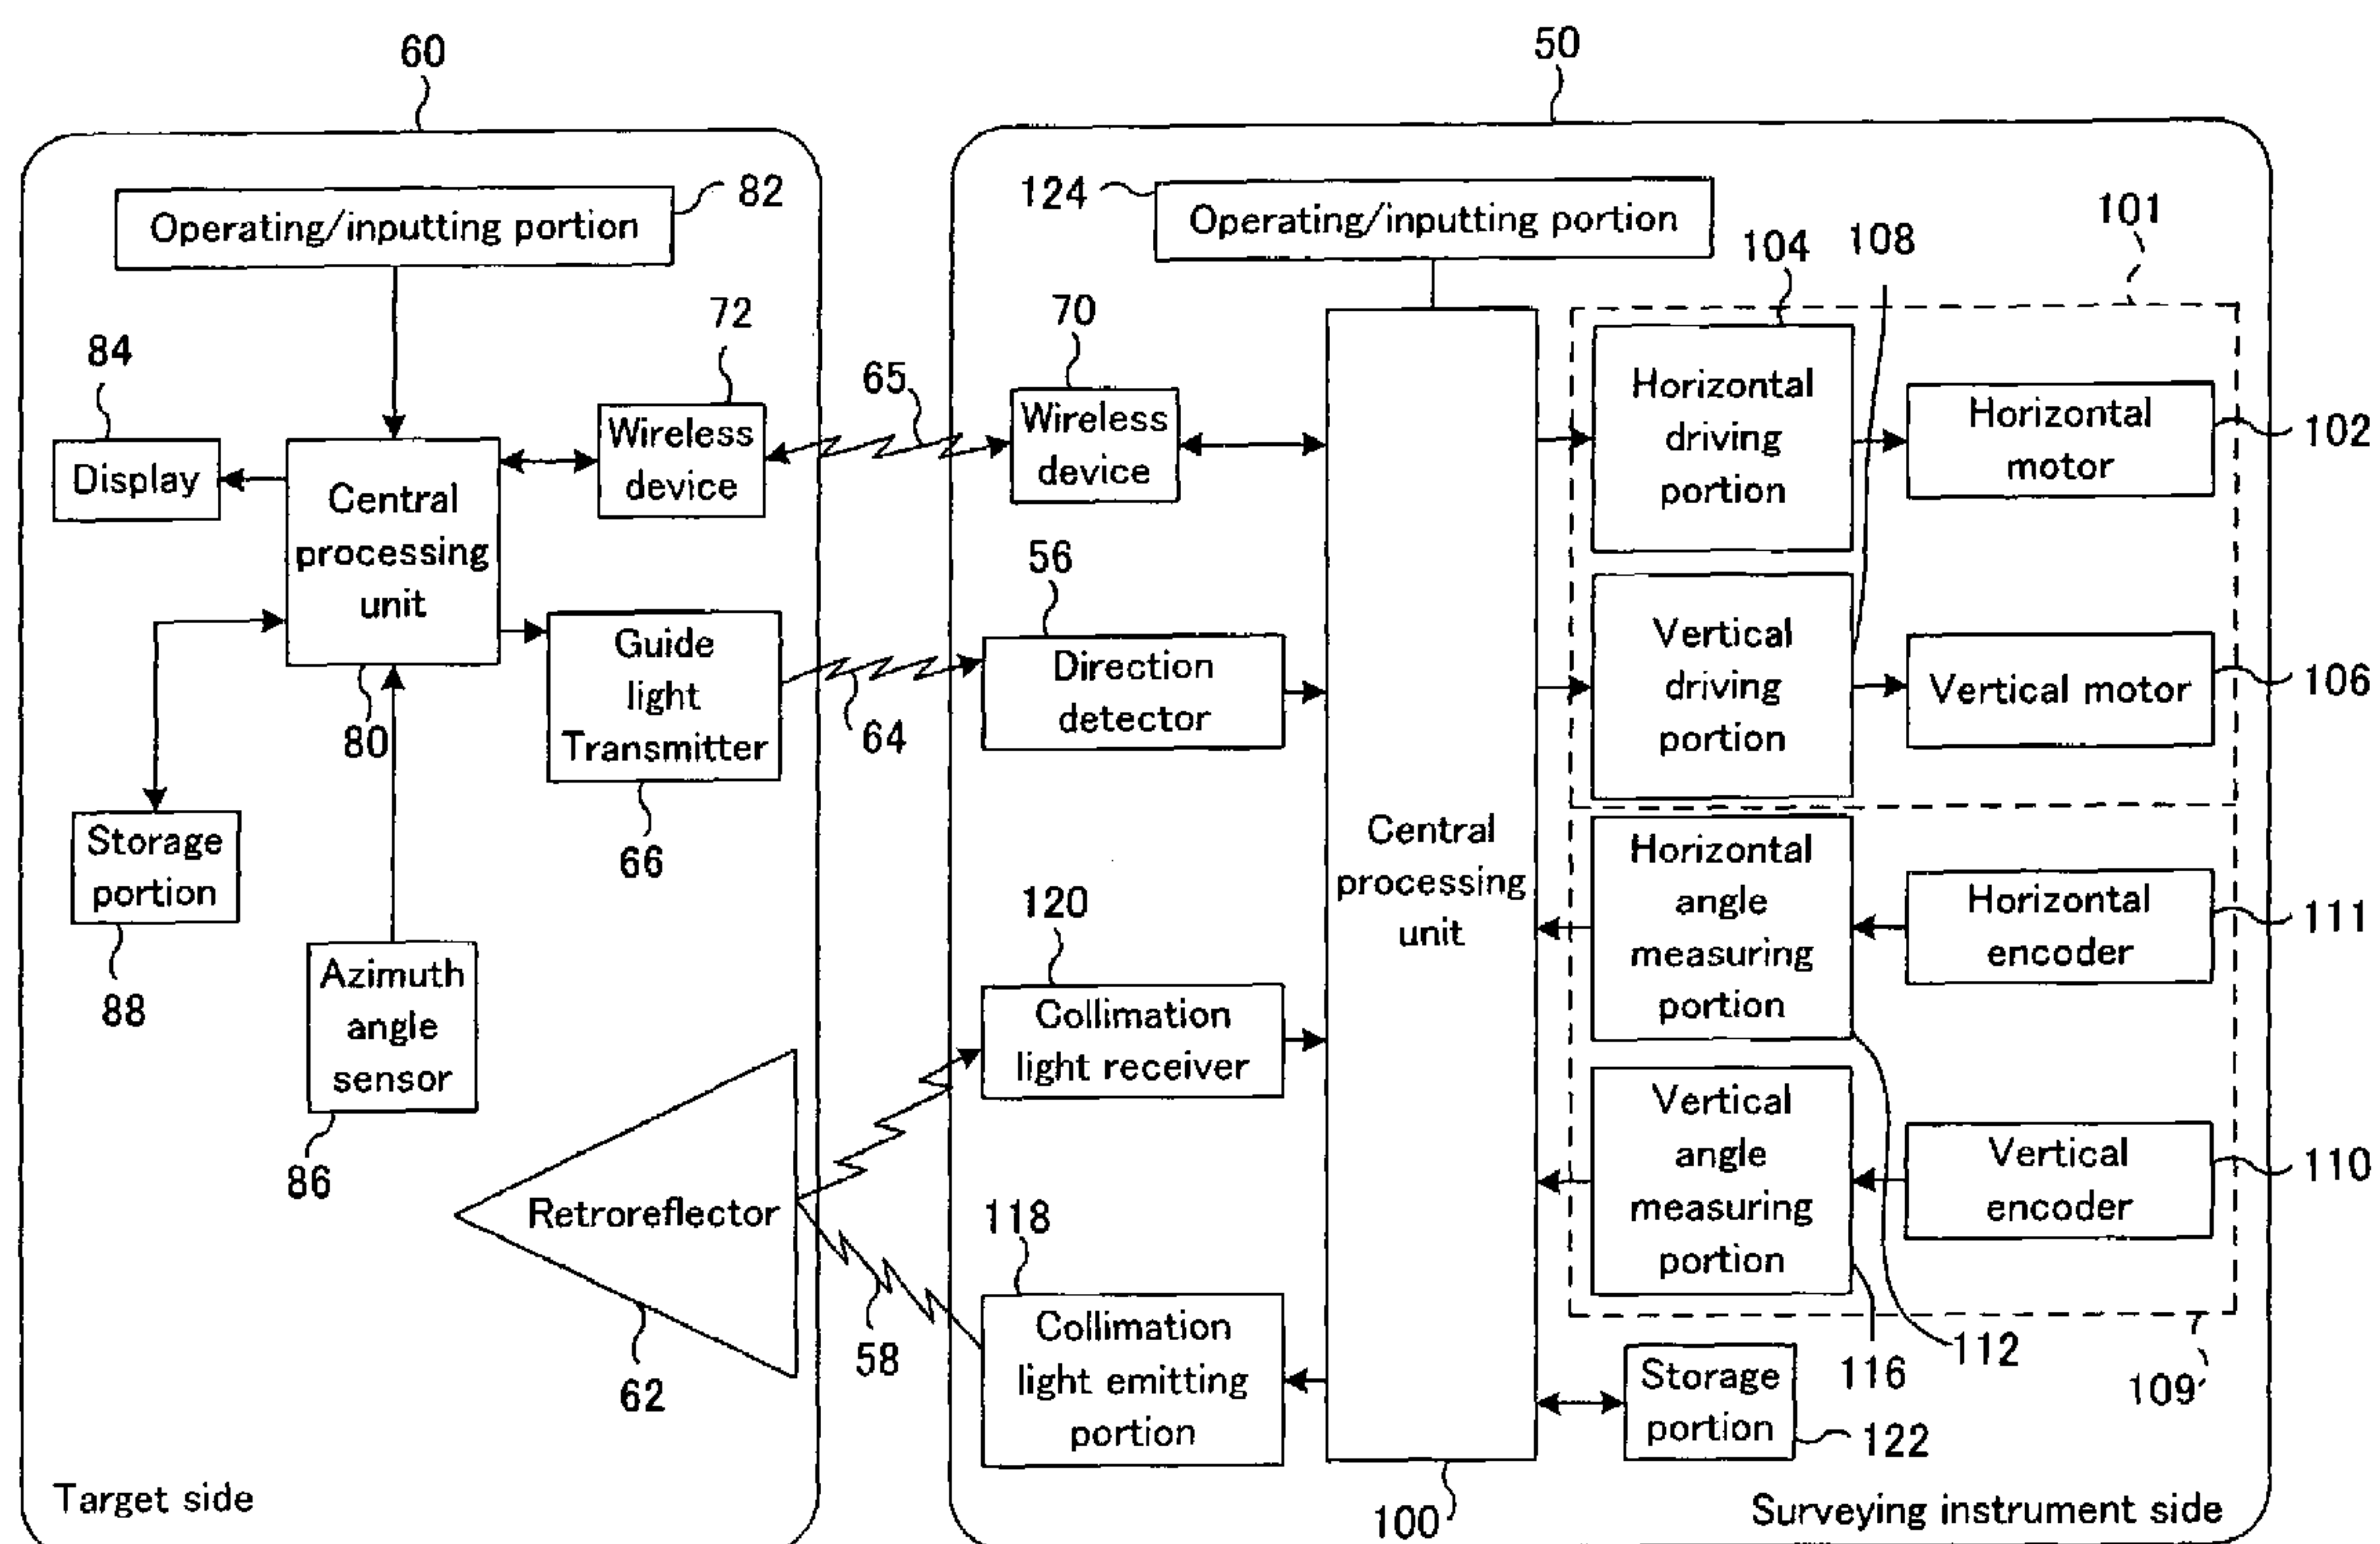 60
50
82
Operating/inputting portion
124
Operating/inputting portion
101
104
108
84
72
70
65
Display
Central
processing
unit
80
Wireless
device
Wireless
device
Horizontal
driving
portion
Horizontal
motor
102
56
Guide
light
Transmitter
66
64
Direction
detector
Vertical
driving
portion
Vertical motor
106
Storage
portion
88
Azimuth
angle
sensor
86
120
Collimation
light receiver
Central
processing
unit
Horizontal
angle
measuring
portion
Horizontal
encoder
111
Retroreflector
62
58
118
Collimation
light emitting
portion
Vertical
angle
measuring
portion
Vertical
encoder
110
116
112
109
Storage
portion
122
100
Target side
Surveying instrument side